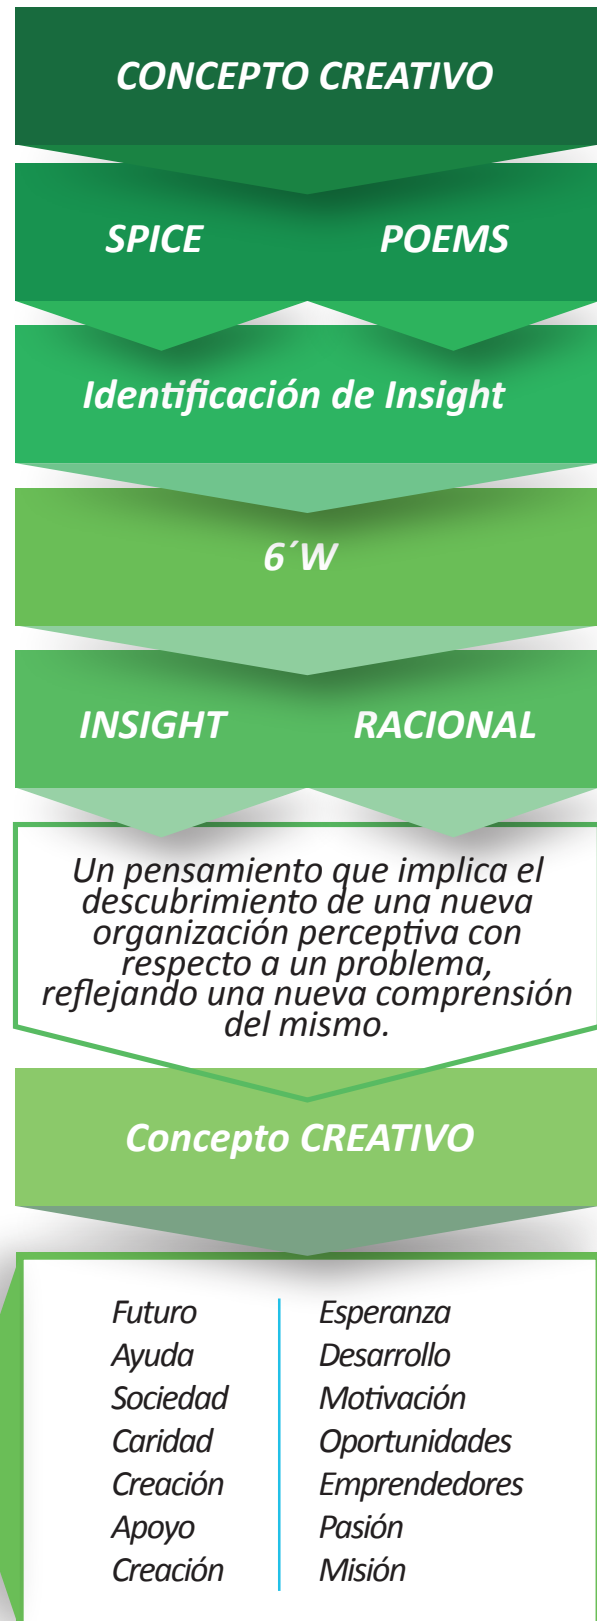 CONCEPTO CREATIVO
SPICE POEMS
Identificación de Insight
6´W
INSIGHT RACIONAL
Un pensamiento que implica el
descubrimiento de una nueva
organización perceptiva con
respecto a un problema,
reflejando una nueva comprensión
del mismo.
Concepto CREATIVO
Futuro
Ayuda
Sociedad
Caridad
Creación
Apoyo
Creación
Esperanza
Desarrollo
Motivación
Oportunidades
Emprendedores
Pasión
Misión